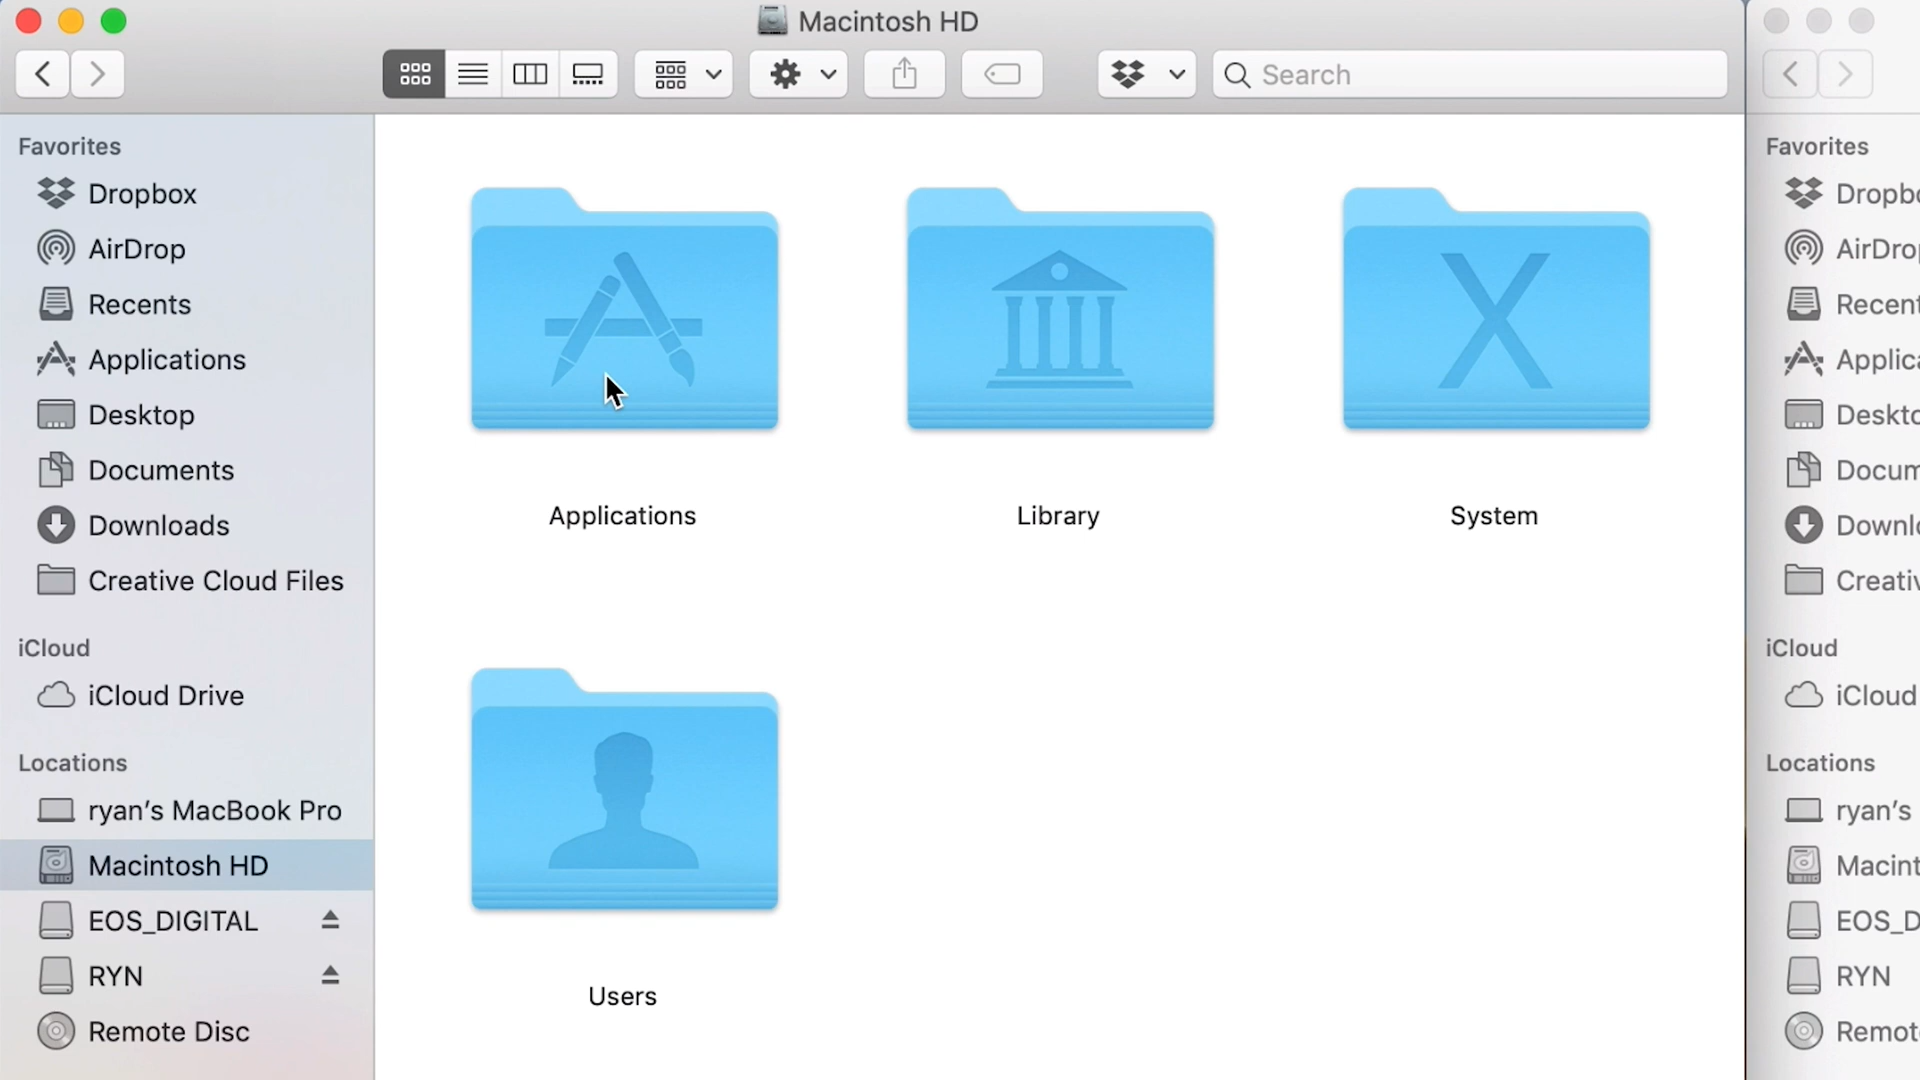 Macintosh HD
Search
Favorites
Dropbox
AirDrop
Recents
Applications
Desktop
Documents
Downloads
Creative Cloud Files
iCloud
iCloud Drive
Locations
ryan's MacBook Pro
Macintosh HD
EOS_DIGITAL
RYN
Remote Disc
Applications
Library
System
Users
Favorites
Dropbo
AirDrop
Recent
Applica
Deskto
Docum
Downlo
Creativ
iCloud
iCloud
Locations
ryan's
Macint
EOS_D
RYN
Remot